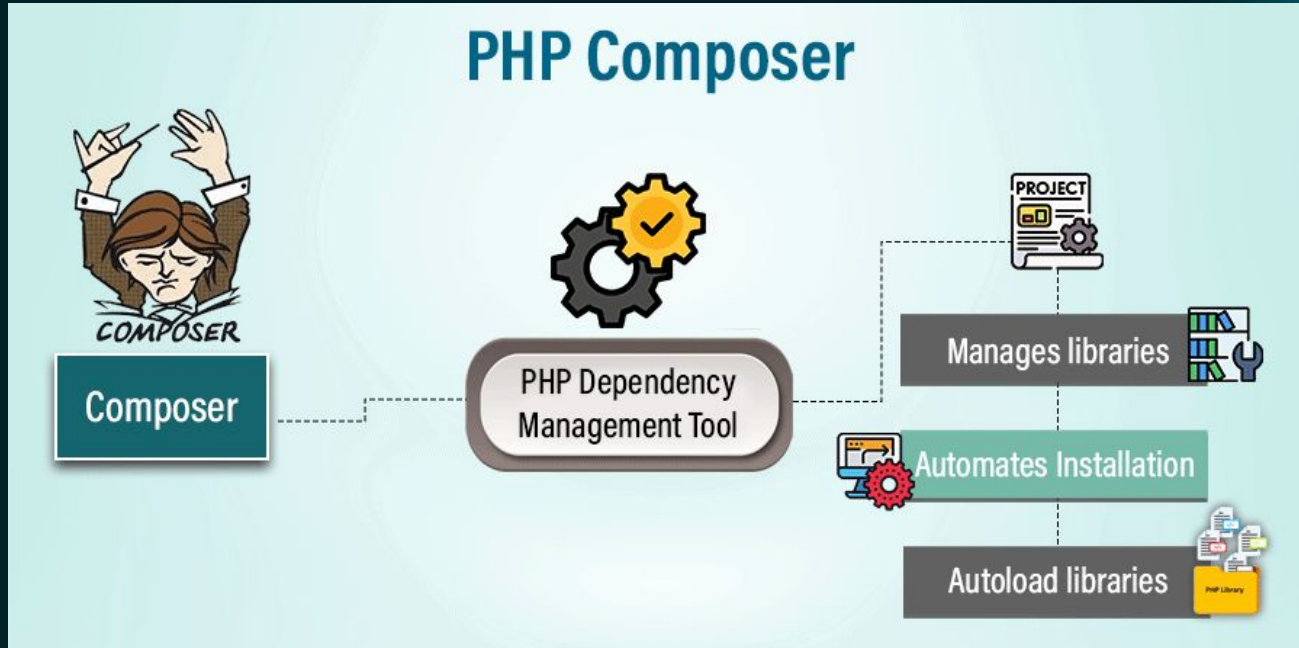 PHP Composer
COMPOSER
Composer
PHP Dependency
Management Tool
PROJECT
Manages libraries
Automates Installation
Autoload libraries
PHP Library